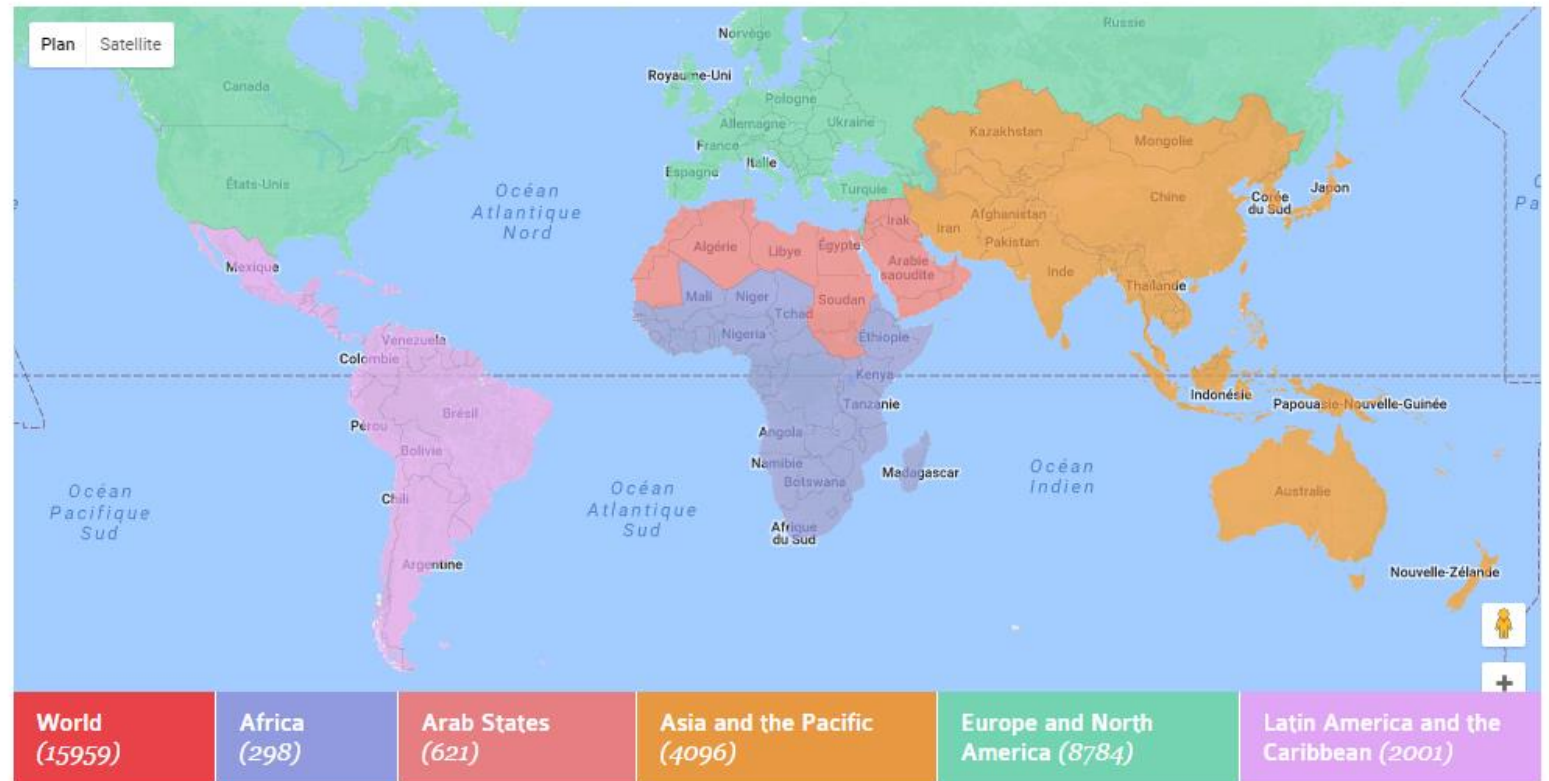 Plan Satellite
Norvège
Russie
Royaume-Uni
Canada
Pologne
Allemagne
Ukraine
Kazakhstan
France
Mongolie
Italie
Espagne
États-Unis
Turquie
Océan
Atlantique
Nord
Chine
Corée
du Sud
Japon
Océan
Pa
Irak
Afghanistan
Iran
Pakistan
Algérie
Libye
Égypte
Arabie
saoudite
Mexique
Inde
Thaïlande
Mali
Niger
Soudan
Tchad
Nigeria
Éthiopie
Venezuela
Colombie
Kenya
Indonésie
Papouasie-Nouvelle-Guinée
Tanzanie
Brésil
Pérou
Angola
Bolivie
Namibie
Madagascar
Botswana
Océan
Indien
Océan
Pacifique
Sud
Océan
Atlantique
Sud
Australie
Chili
Afrique
du Sud
Argentine
Nouvelle-Zélande
+
World
(15959)
Africa
(298)
Arab States
(621)
Asia and the Pacific
(4096)
Europe and North
America (8784)
Latin America and the
Caribbean (2001)